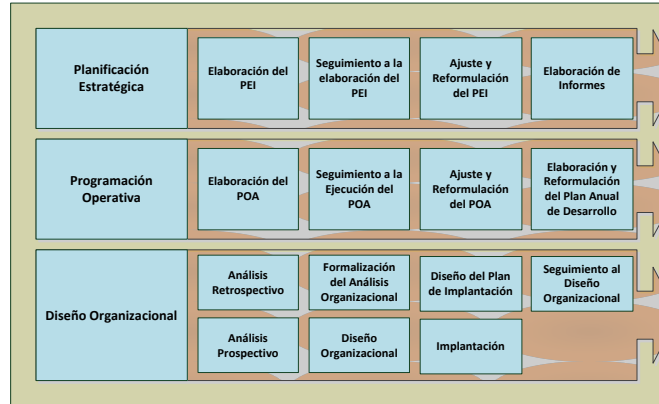 Planificación
Estratégica
Elaboración del
PEI
Seguimiento a la
elaboración del
PEI
Ajuste y
Reformulación
del PEI
Elaboración de
Informes
Programación
Operativa
Elaboración del
POA
Seguimiento a la
Ejecución del
POA
Ajuste y
Reformulación
del POA
Elaboración y
Reformulación
del Plan Anual
de Desarrollo
Diseño Organizacional
Análisis
Retrospectivo
Formalización
del Análisis
Organizacional
Diseño del Plan
de Implantación
Seguimiento al
Diseño
Organizacional
Análisis
Prospectivo
Diseño
Organizacional
Implantación